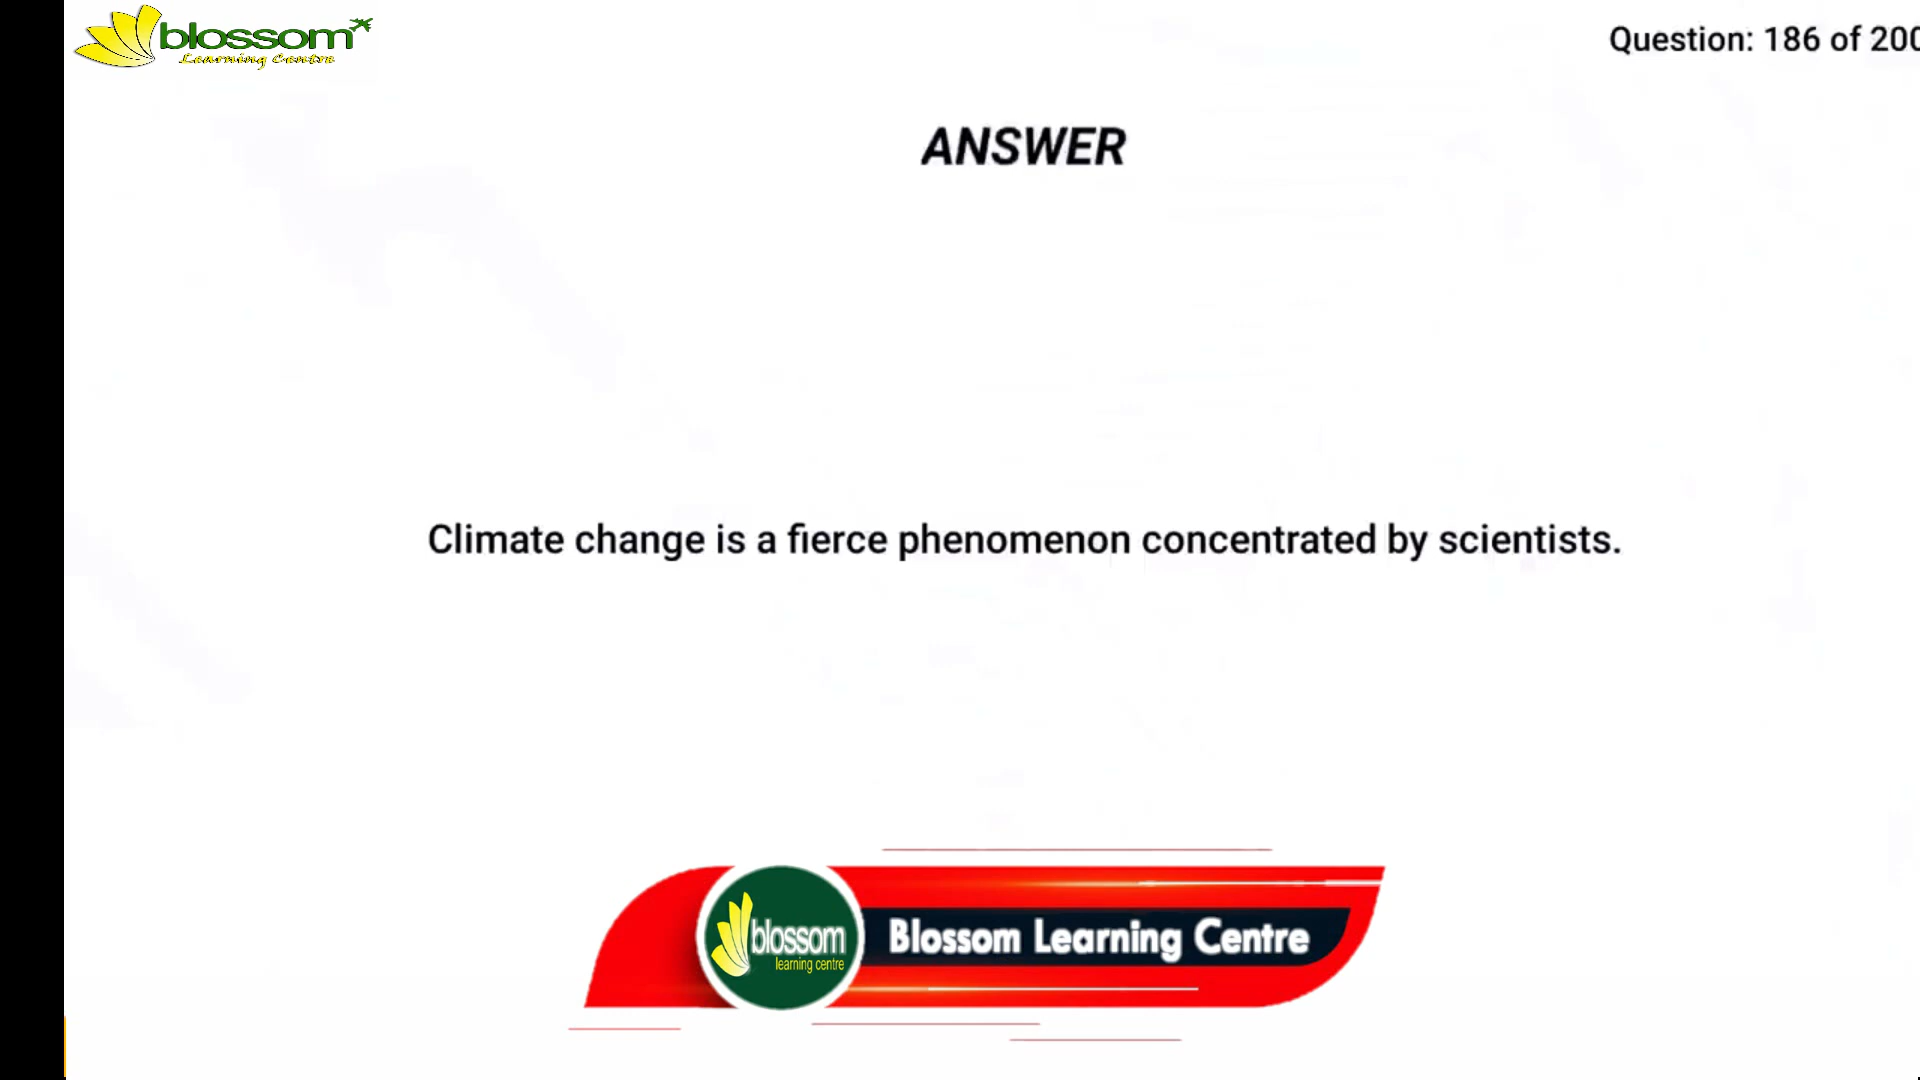 blossom
Learning Centre
Question: 186 of 200
ANSWER
Climate change is a fierce phenomenon concentrated by scientists.
blossom
learning centre
Blossom Learning Centre